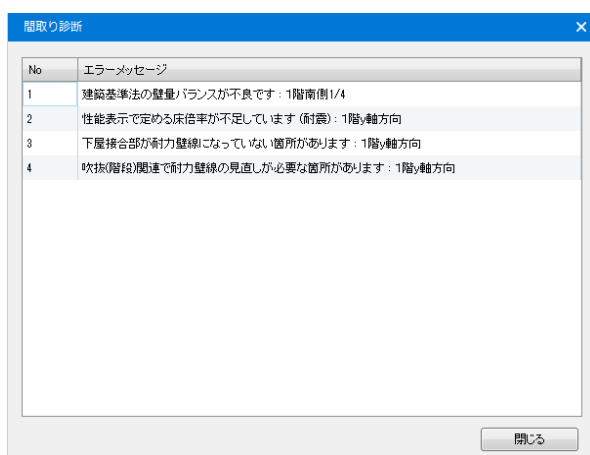 間取り診断
No エラーメッセージ
1 建築基準法の壁量バランスが不良です：1階南側1/4
2 性能表示で定める床倍率が不足しています（耐震）：1階y軸方向
3 下屋接合部が耐力壁線になっていない箇所があります：1階y軸方向
4 吹抜(階段)関連で耐力壁線の見直しが必要な箇所があります：1階y軸方向
閉じる